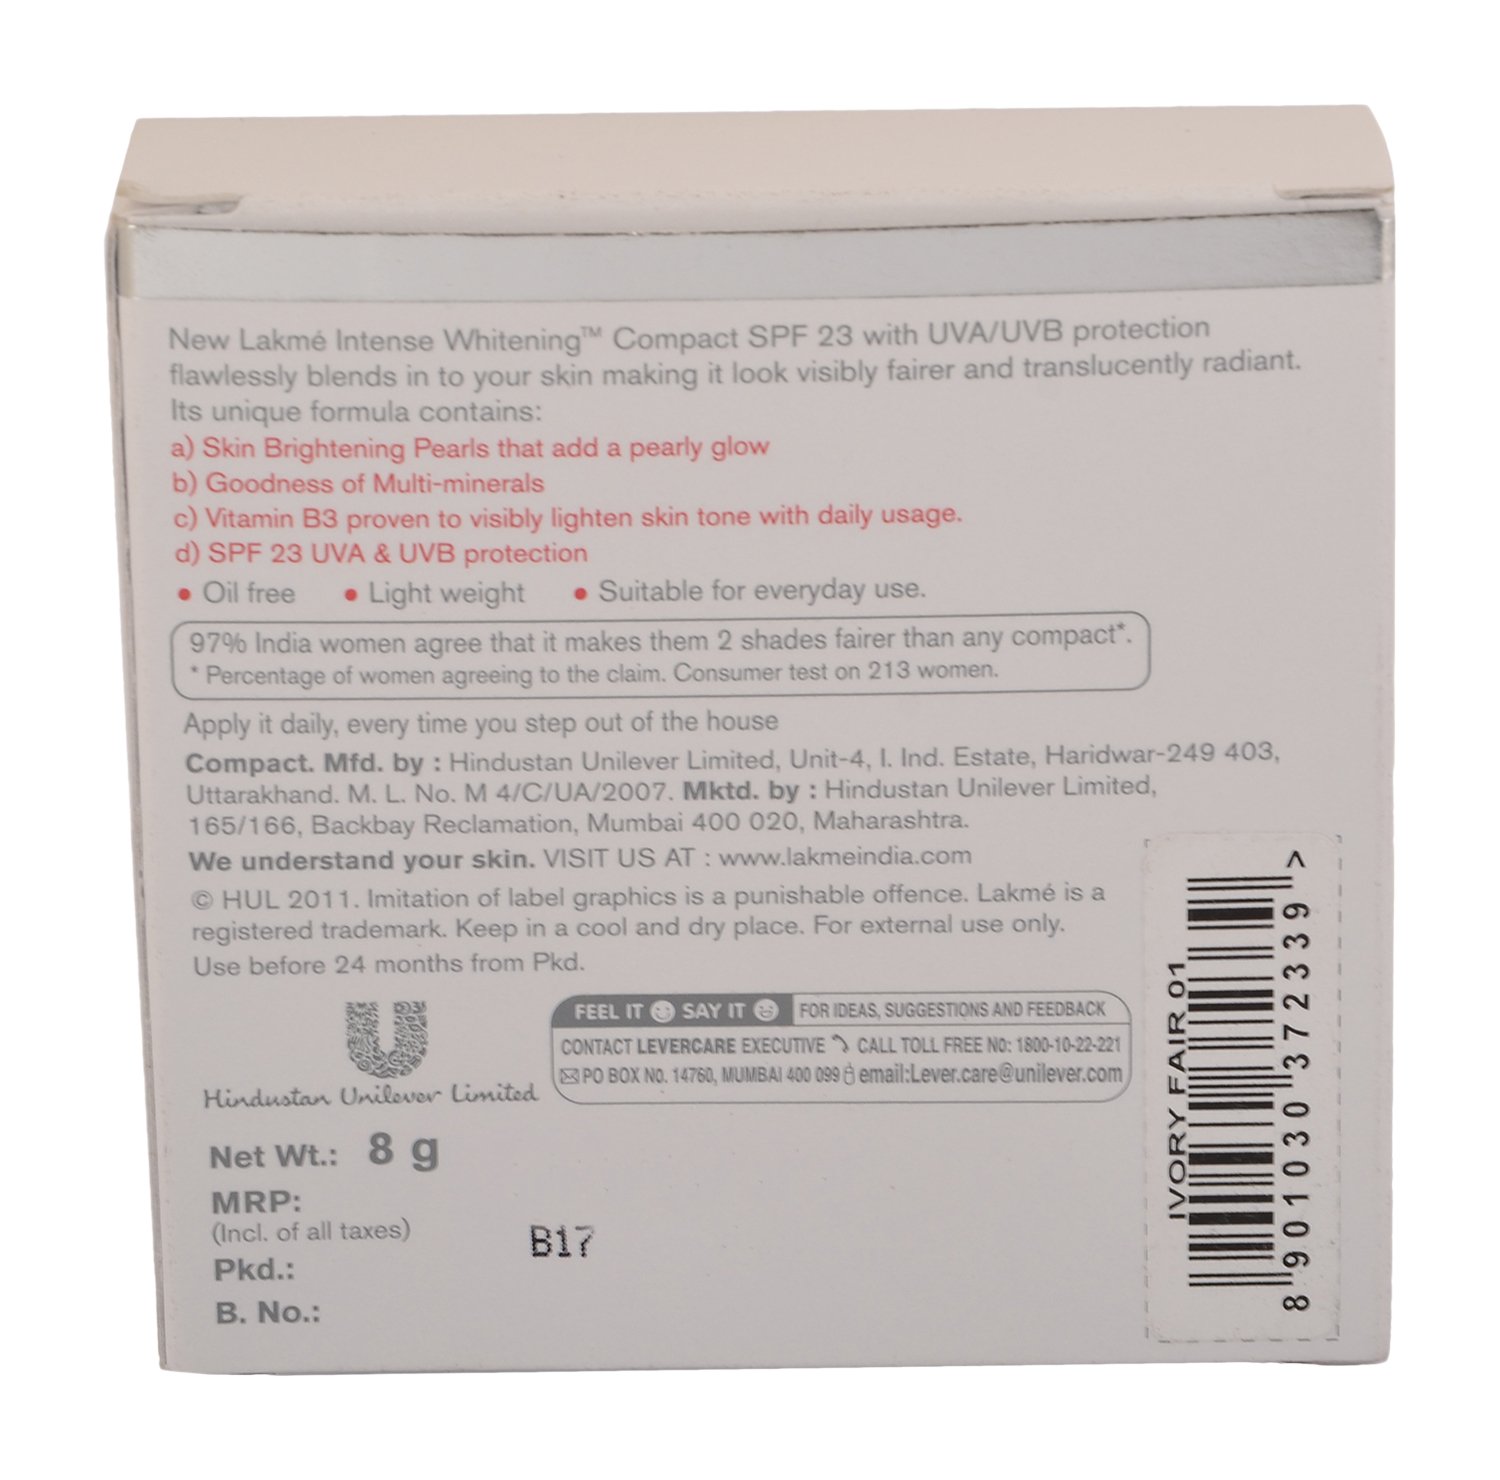 New Lakmé Intense Whitening™ Compact SPF 23 with UVA/UVB protection
flawlessly blends in to your skin making it look visibly fairer and translucently radiant.
Its unique formula contains:
a) Skin Brightening Pearls that add a pearly glow
b) Goodness of Multi-minerals
c) Vitamin B3 proven to visibly lighten skin tone with daily usage.
d) SPF 23 UVA & UVB protection
• Oil free • Light weight • Suitable for everyday use.
97% India women agree that it makes them 2 shades fairer than any compact*.
* Percentage of women agreeing to the claim. Consumer test on 213 women.
Apply it daily, every time you step out of the house
Compact. Mfd. by : Hindustan Unilever Limited, Unit-4, I. Ind. Estate, Haridwar-249 403,
Uttarakhand. M. L. No. M 4/C/UA/2007. Mktd. by : Hindustan Unilever Limited,
165/166, Backbay Reclamation, Mumbai 400 020, Maharashtra.
We understand your skin. VISIT US AT : www.lakmeindia.com
© HUL 2011. Imitation of label graphics is a punishable offence. Lakmé is a
registered trademark. Keep in a cool and dry place. For external use only.
Use before 24 months from Pkd.
Hindustan Unilever Limited
FEEL IT SAY IT FOR IDEAS, SUGGESTIONS AND FEEDBACK
CONTACT LEVERCARE EXECUTIVE CALL TOLL FREE No: 1800-10-22-221
PO BOX No. 14760, MUMBAI 400 099 email:Lever.care@unilever.com
Net Wt.: 8 g
MRP:
(Incl. of all taxes)
B17
Pkd.:
B. No.:
IVORY FAIR 01
8 901030 372339 >